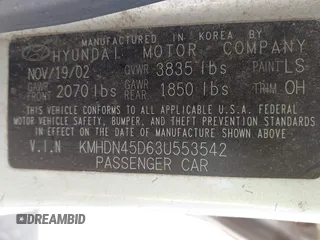 MANUFACTURED IN KOREA BY
HYUNDAI MOTOR COMPANY
NOV/19/02 GVWR 3835 lbs PAINT LS
GAWR FRONT 2070 lbs GAWR REAR 1850 lbs TRIM OH
THIS VEHICLE CONFORMS TO ALL APPLICABLE U.S.A. FEDERAL
MOTOR VEHICLE SAFETY, BUMPER, AND THEFT PREVENTION STANDARDS
IN EFFECT ON THE DATE OF MANUFACTURE SHOWN ABOVE.
V.I.N KMHDN45D63U553542
PASSENGER CAR
DREAMBID